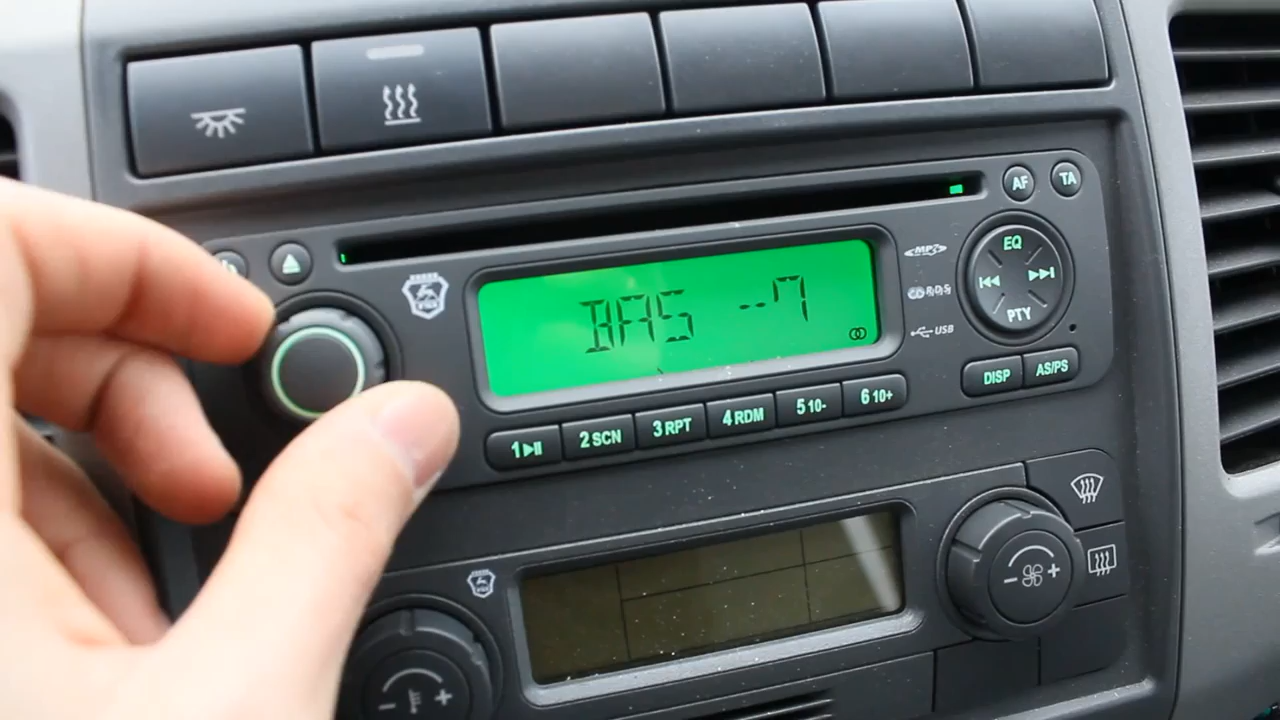 AF
TA
MP3
EQ
BAS --7
RDS
USB
PTY
DISP
AS/PS
1
2 SCN
3 RPT
4 RDM
5 10-
6 10+
- +
+
-